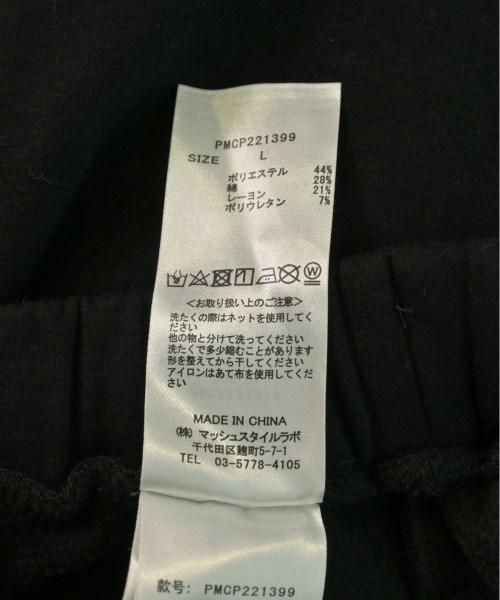 PMCP221399
SIZE L
ポリエステル 44%
綿 28%
レーヨン 21%
ポリウレタン 7%
<お取り扱い上のご注意>
洗たくの際はネットを使用してく
ださい
他の物と分けて洗ってください
洗たくで多少縮むことがあります
形を整えてから干してください
アイロンはあて布を使用してくだ
さい
MADE IN CHINA
(株) マッシュスタイルラボ
千代田区麹町5-7-1
TEL 03-5778-4105
款号: PMCP221399